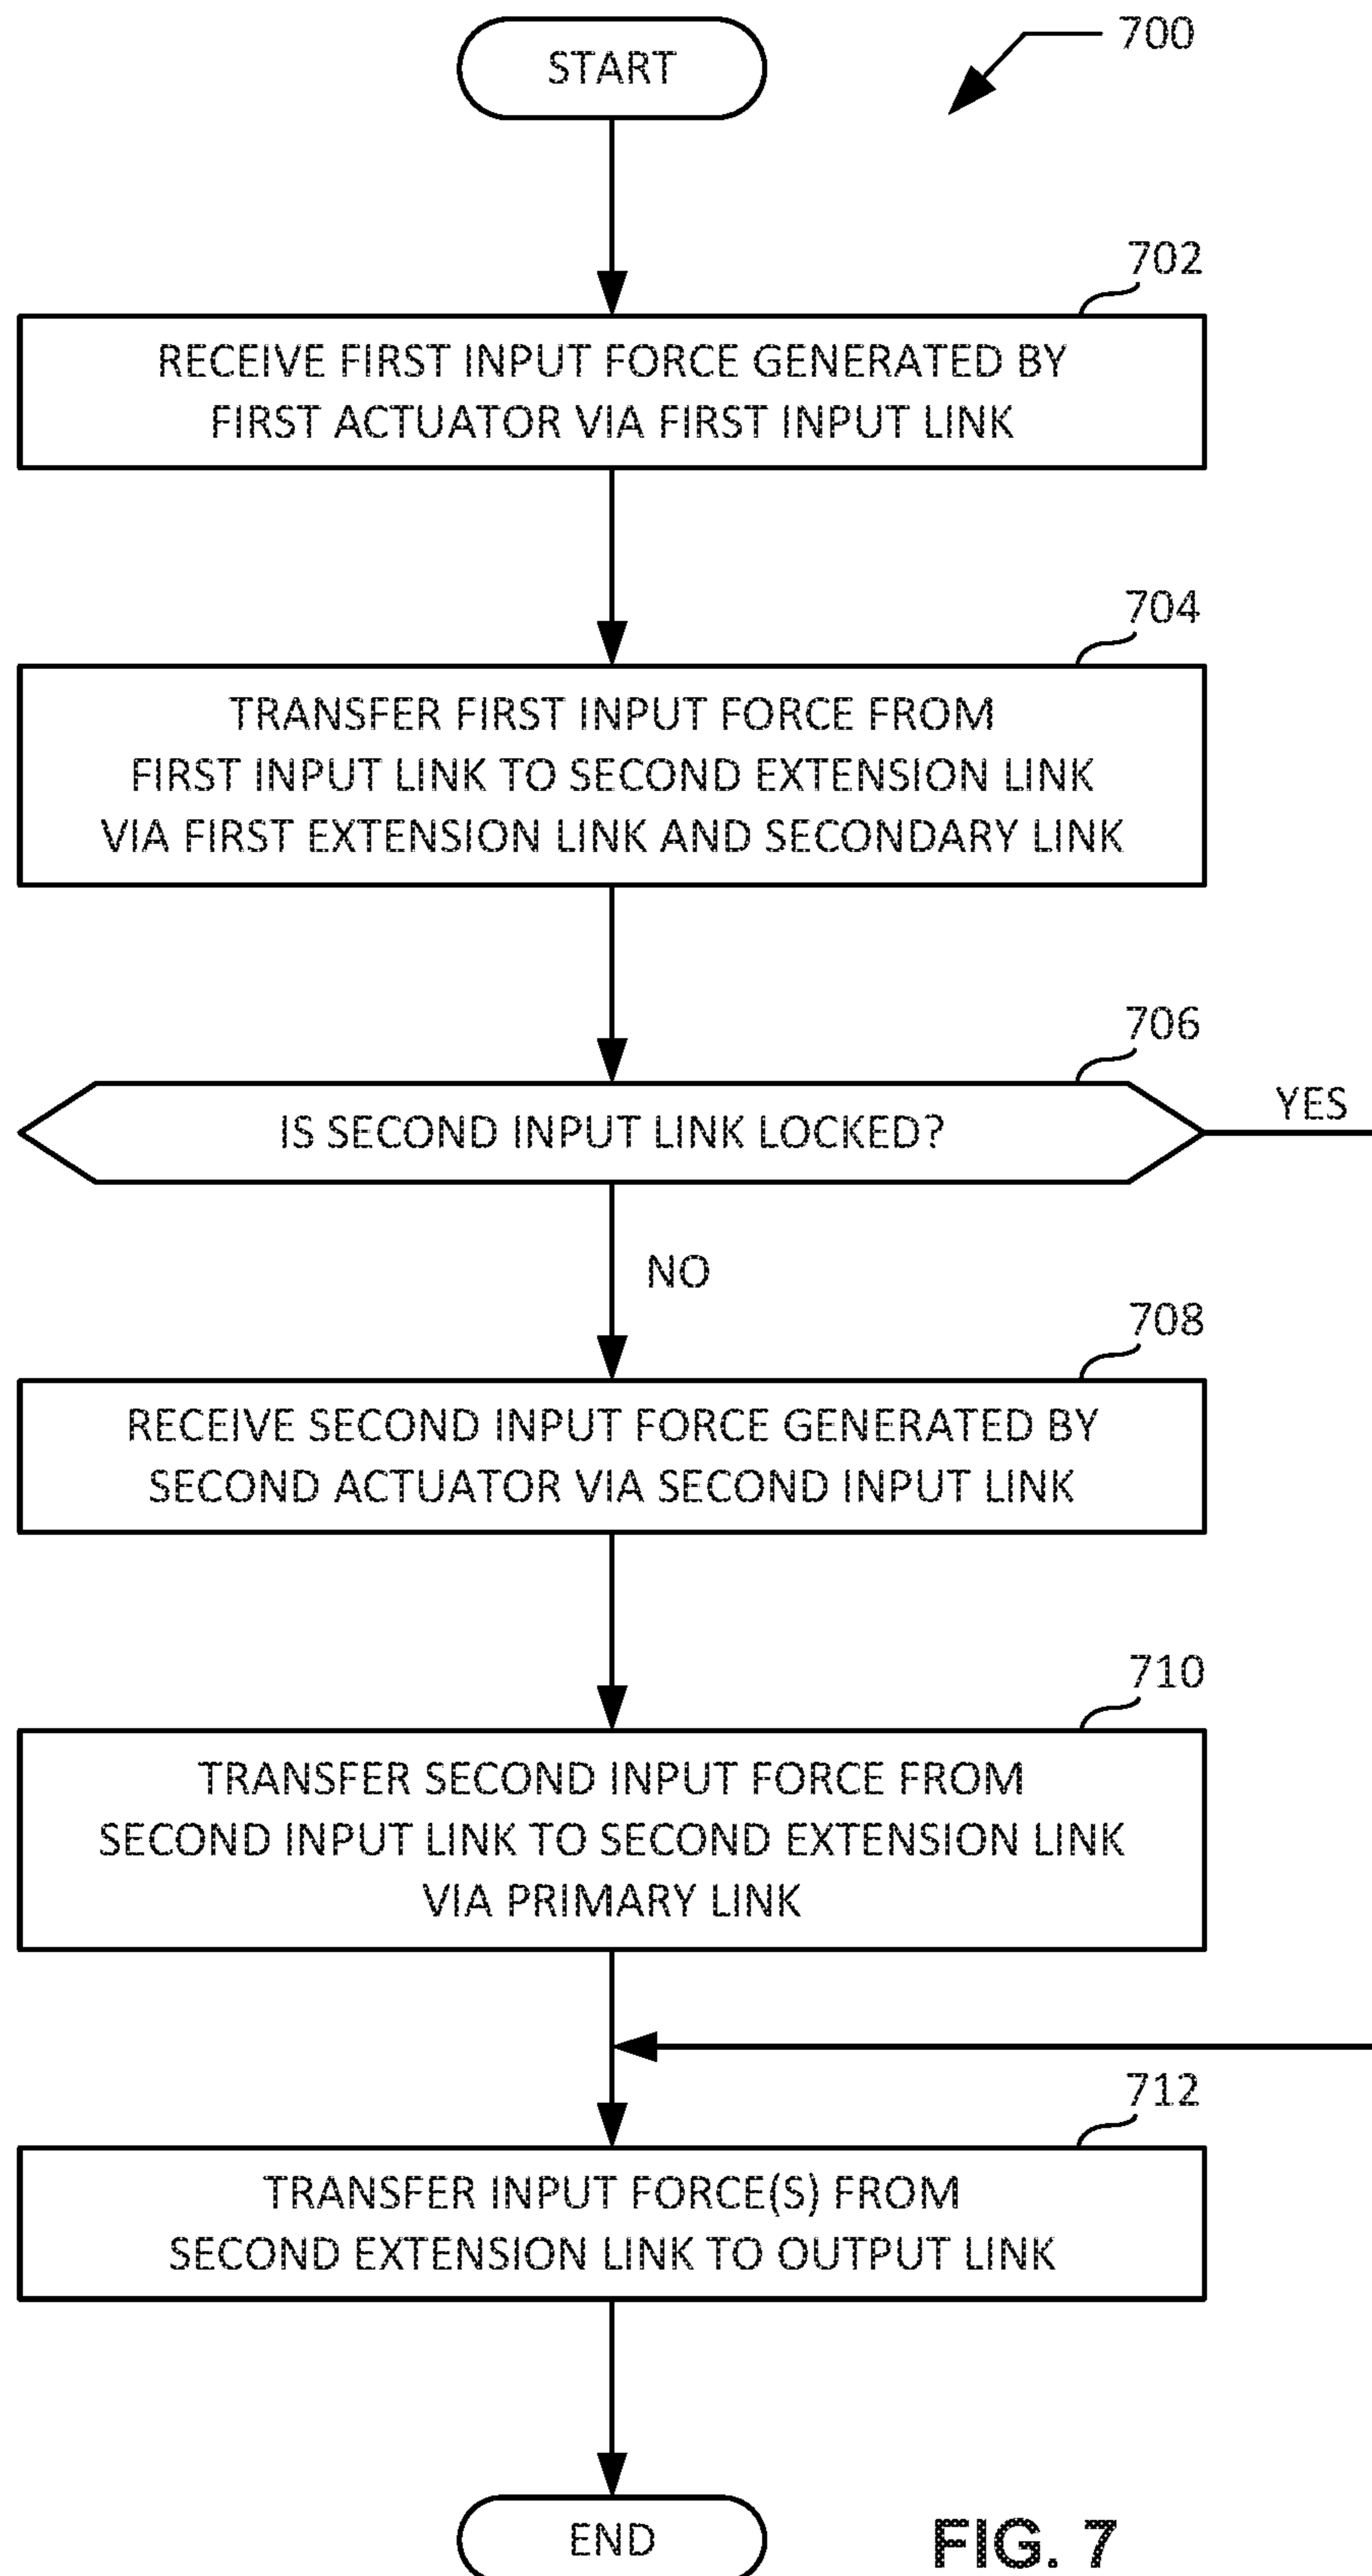 START
700
702
RECEIVE FIRST INPUT FORCE GENERATED BY
FIRST ACTUATOR VIA FIRST INPUT LINK
704
TRANSFER FIRST INPUT FORCE FROM
FIRST INPUT LINK TO SECOND EXTENSION LINK
VIA FIRST EXTENSION LINK AND SECONDARY LINK
706
IS SECOND INPUT LINK LOCKED?
YES
NO
708
RECEIVE SECOND INPUT FORCE GENERATED BY
SECOND ACTUATOR VIA SECOND INPUT LINK
710
TRANSFER SECOND INPUT FORCE FROM
SECOND INPUT LINK TO SECOND EXTENSION LINK
VIA PRIMARY LINK
712
TRANSFER INPUT FORCE(S) FROM
SECOND EXTENSION LINK TO OUTPUT LINK
END
FIG. 7